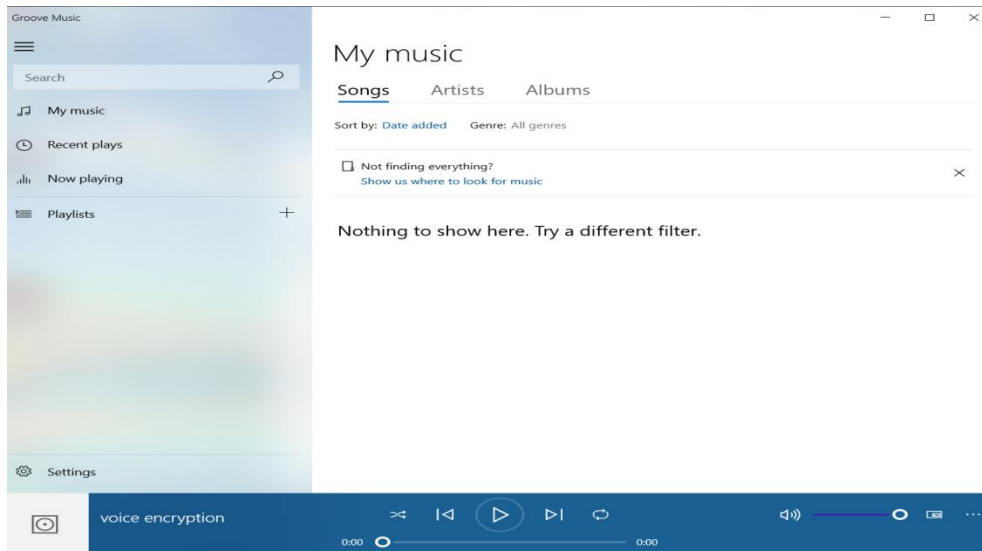 Groove Music
Search
My music
Recent plays
Now playing
Playlists
Settings
My music
Songs Artists Albums
Sort by: Date added Genre: All genres
Not finding everything?
Show us where to look for music
Nothing to show here. Try a different filter.
voice encryption
0:00 0:00